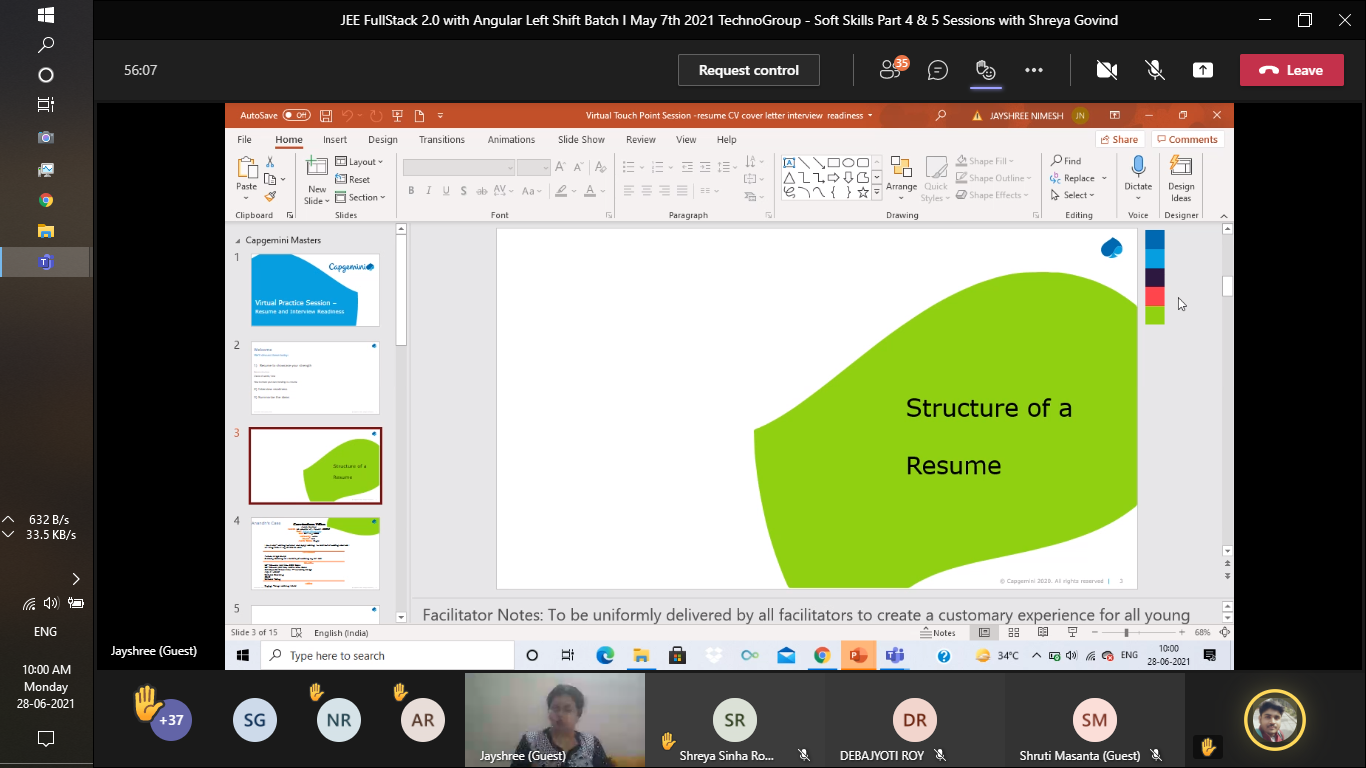 JEE FullStack 2.0 with Angular Left Shift Batch I May 7th 2021 TechnoGroup - Soft Skills Part 4 & 5 Sessions with Shreya Govind
56:07
Request control
35
Leave
AutoSave Off
Virtual Touch Point Session -resume CV cover letter interview readiness
JAYSHREE NIMESH JN
File Home Insert Design Transitions Animations Slide Show Review View Help
Share Comments
Paste
New
Slide
Layout
Reset
Section
Arrange
Quick
Styles
Shape Fill
Shape Outline
Shape Effects
Find
Replace
Select
Dictate
Design
Ideas
Clipboard Slides Font Paragraph Drawing Editing Voice Designer
Capgemini Masters
1
Capgemini
Virtual Practice Session –
Resume and Interview Readiness
2
3
Structure of a
Resume
4
5
Structure of a
Resume
© Capgemini 2020. All rights reserved | 3
Facilitator Notes: To be uniformly delivered by all facilitators to create a customary experience for all young
Slide 3 of 15 English (India) Notes 68%
Type here to search
34°C ENG
10:00
28-06-2021
Jayshree (Guest)
+37
SG
NR
AR
Jayshree (Guest)
SR
Shreya Sinha Ro...
DR
DEBAJYOTI ROY
SM
Shruti Masanta (Guest)
632 B/s
33.5 KB/s
ENG
10:00 AM
Monday
28-06-2021